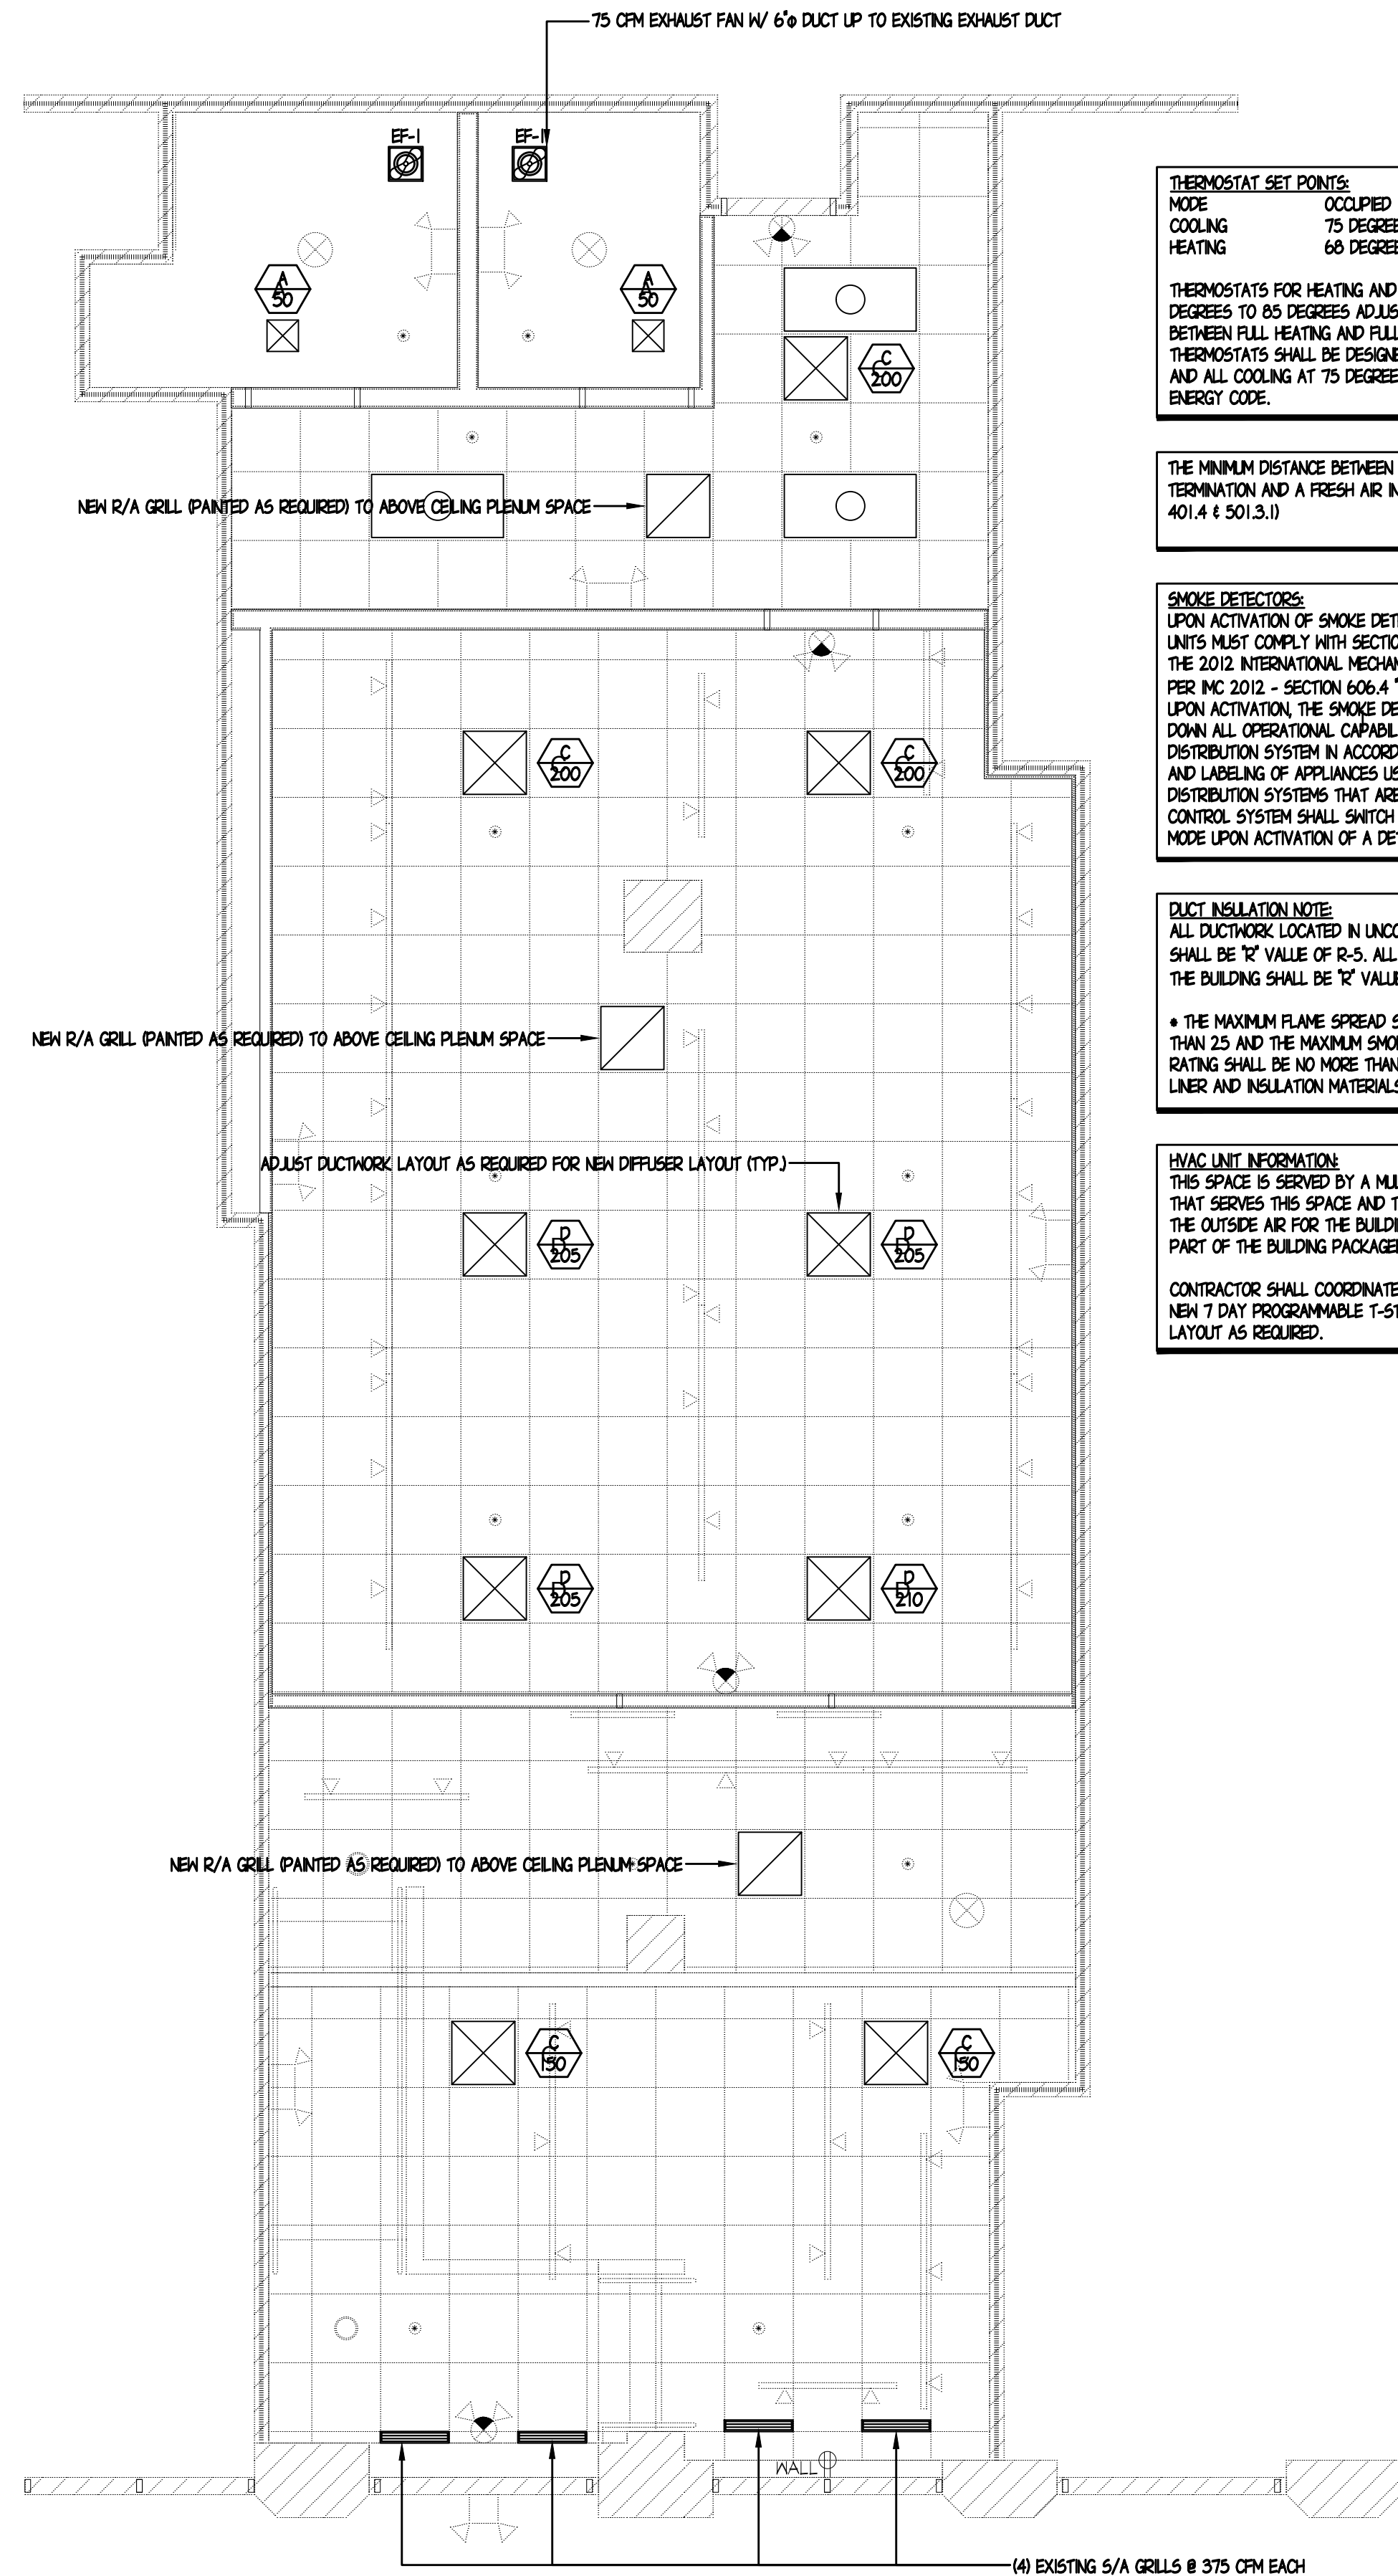 75 CFM EXHAUST FAN W/ 6"ø DUCT UP TO EXISTING EXHAUST DUCT
EF-1
EF-1
A
50
A
50
C
200
NEW R/A GRILL (PAINTED AS REQUIRED) TO ABOVE CEILING PLENUM SPACE
C
200
C
200
NEW R/A GRILL (PAINTED AS REQUIRED) TO ABOVE CEILING PLENUM SPACE
ADJUST DUCTWORK LAYOUT AS REQUIRED FOR NEW DIFFUSER LAYOUT (TYP.)
D
205
D
205
D
205
D
210
NEW R/A GRILL (PAINTED AS REQUIRED) TO ABOVE CEILING PLENUM SPACE
C
150
C
150
WALL
(4) EXISTING S/A GRILLS @ 375 CFM EACH
THERMOSTAT SET POINTS:
MODE OCCUPIED
COOLING 75 DEGREE
HEATING 68 DEGREE
THERMOSTATS FOR HEATING AND
DEGREES TO 85 DEGREES ADJUS
BETWEEN FULL HEATING AND FULL
THERMOSTATS SHALL BE DESIGNE
AND ALL COOLING AT 75 DEGREE
ENERGY CODE.
THE MINIMUM DISTANCE BETWEEN
TERMINATION AND A FRESH AIR IN
401.4 & 501.3.1)
SMOKE DETECTORS:
UPON ACTIVATION OF SMOKE DET
UNITS MUST COMPLY WITH SECTIO
THE 2012 INTERNATIONAL MECHAN
PER IMC 2012 - SECTION 606.4 "
UPON ACTIVATION, THE SMOKE DE
DOWN ALL OPERATIONAL CAPABIL
DISTRIBUTION SYSTEM IN ACCORD
AND LABELING OF APPLIANCES US
DISTRIBUTION SYSTEMS THAT ARE
CONTROL SYSTEM SHALL SWITCH
MODE UPON ACTIVATION OF A DE
DUCT INSULATION NOTE:
ALL DUCTWORK LOCATED IN UNCO
SHALL BE "R" VALUE OF R-5. ALL
THE BUILDING SHALL BE "R" VALUE
* THE MAXIMUM FLAME SPREAD S
THAN 25 AND THE MAXIMUM SMO
RATING SHALL BE NO MORE THAN
LINER AND INSULATION MATERIALS
HVAC UNIT INFORMATION:
THIS SPACE IS SERVED BY A MUL
THAT SERVES THIS SPACE AND T
THE OUTSIDE AIR FOR THE BUILDI
PART OF THE BUILDING PACKAGE
CONTRACTOR SHALL COORDINATE
NEW 7 DAY PROGRAMMABLE T-ST
LAYOUT AS REQUIRED.